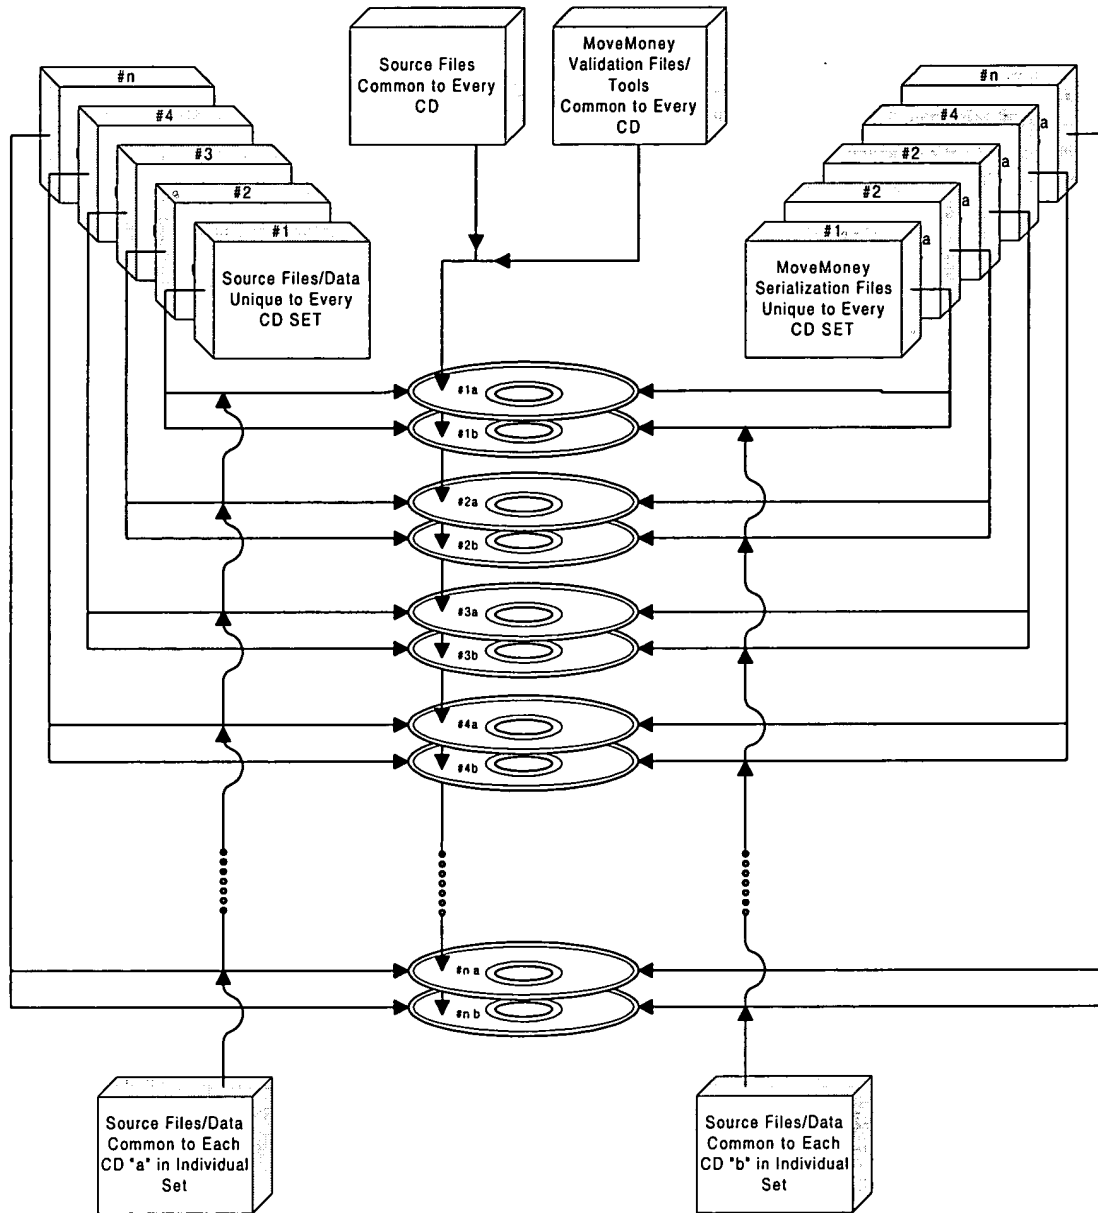 Source Files
Common to Every
CD
MoveMoney
Validation Files/
Tools
Common to Every
CD
#n
#4
#3
#2
#1
Source Files/Data
Unique to Every
CD SET
#n
#4
#2
#2
#1
a
a
a
a
MoveMoney
Serialization Files
Unique to Every
CD SET
#1a
#1b
#2a
#2b
#3a
#3b
#4a
#4b
#n a
#n b
Source Files/Data
Common to Each
CD "a" in Individual
Set
Source Files/Data
Common to Each
CD "b" in Individual
Set